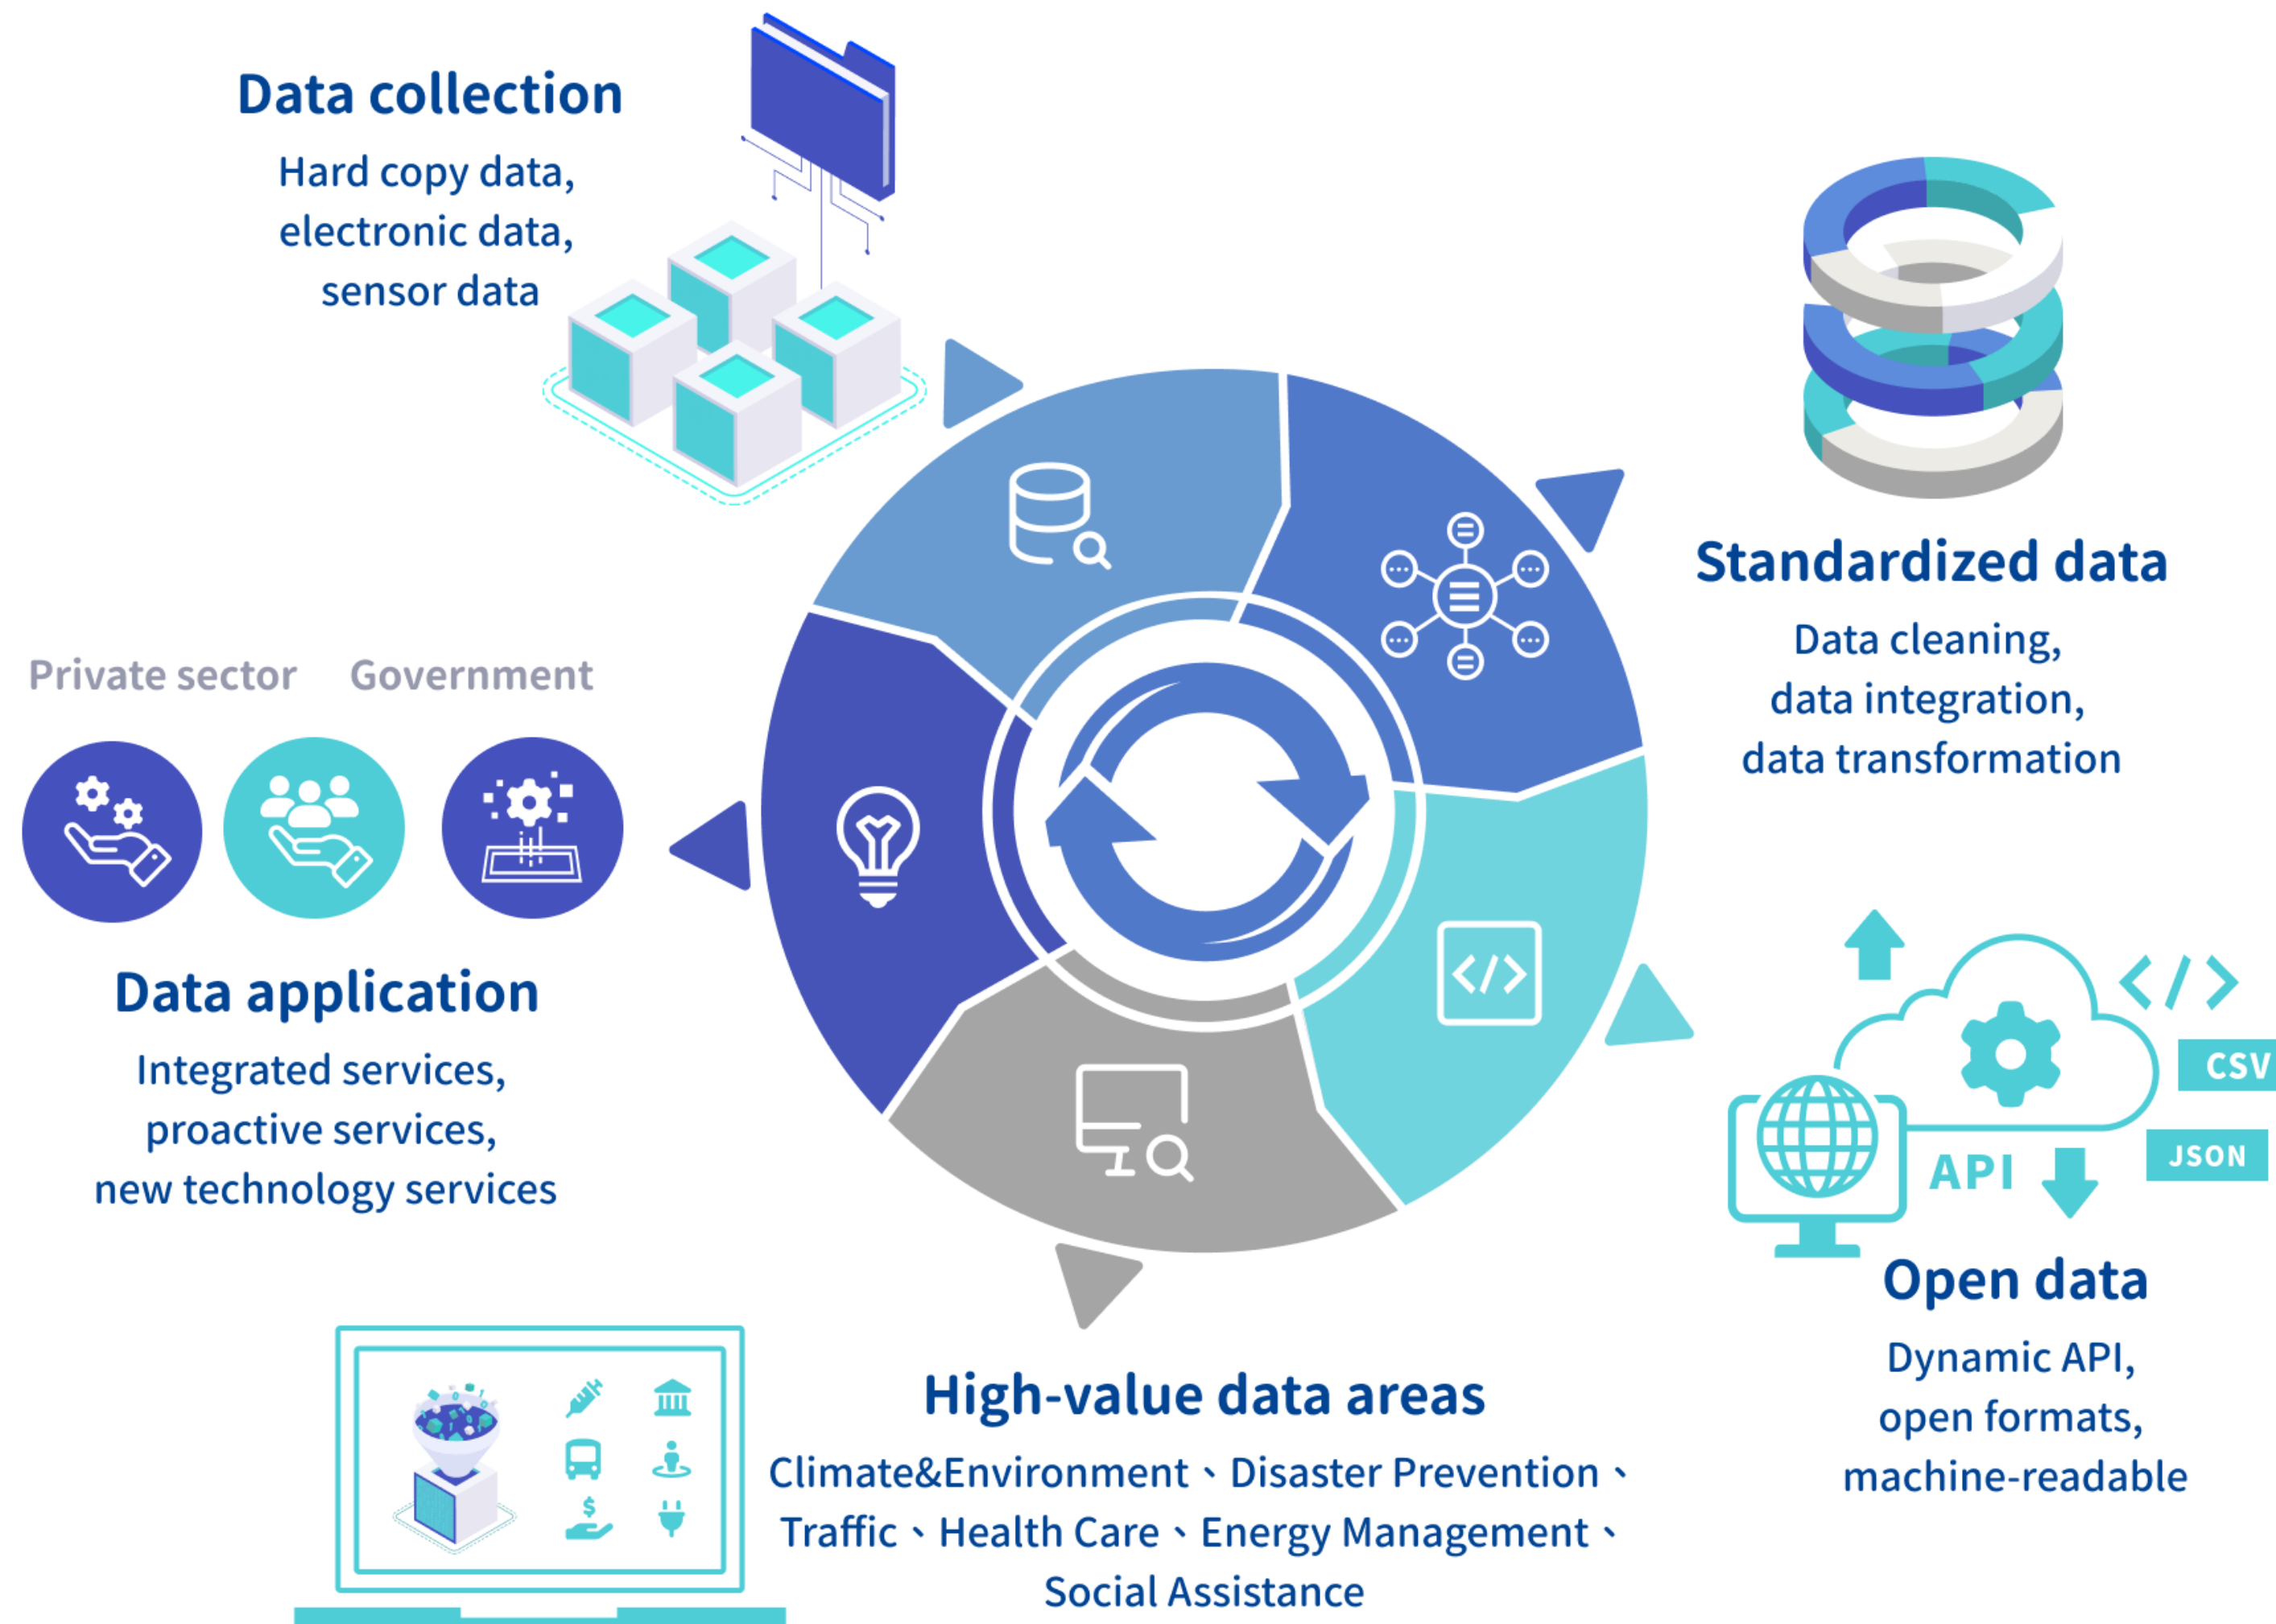 Data collection
Hard copy data,
electronic data,
sensor data
Standardized data
Data cleaning,
data integration,
data transformation
CSV
JSON
API
Open data
Dynamic API,
open formats,
machine-readable
High-value data areas
Climate&Environment、Disaster Prevention、
Traffic、Health Care、Energy Management、
Social Assistance
Private sector
Government
Data application
Integrated services,
proactive services,
new technology services